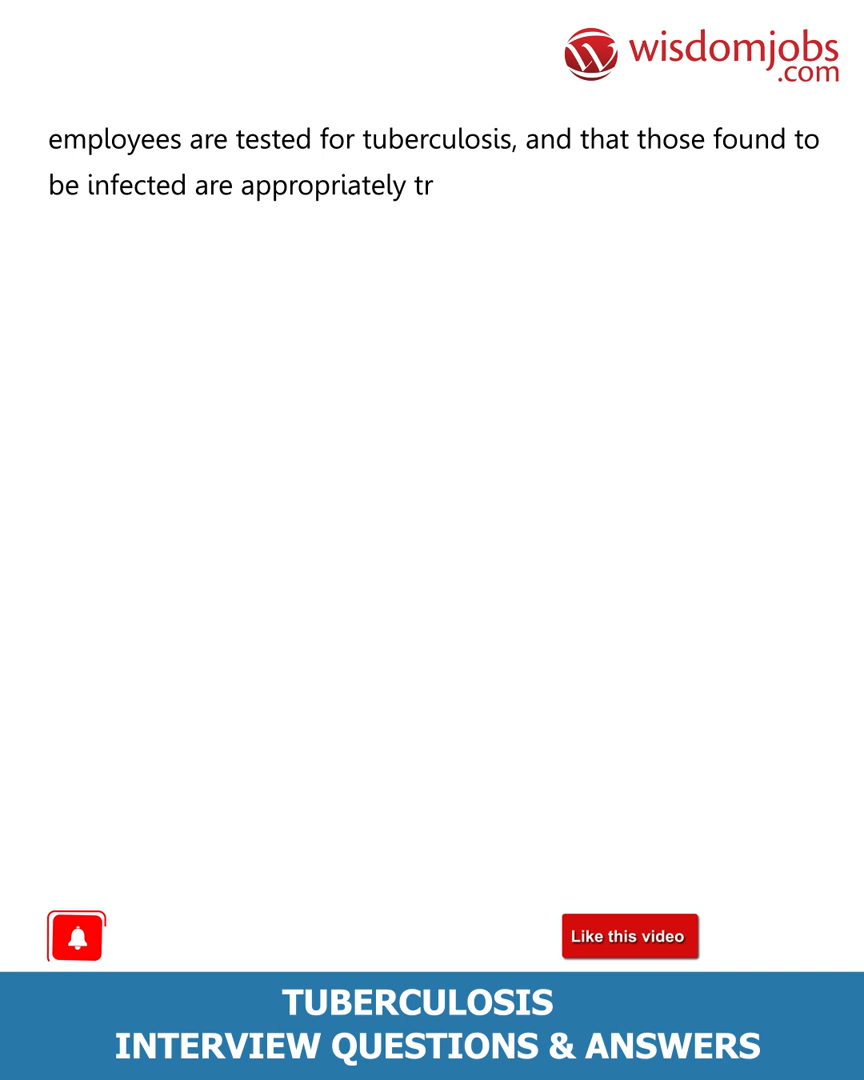 wisdomjobs
.com
employees are tested for tuberculosis, and that those found to
be infected are appropriately tr
Like this video
TUBERCULOSIS
INTERVIEW QUESTIONS & ANSWERS